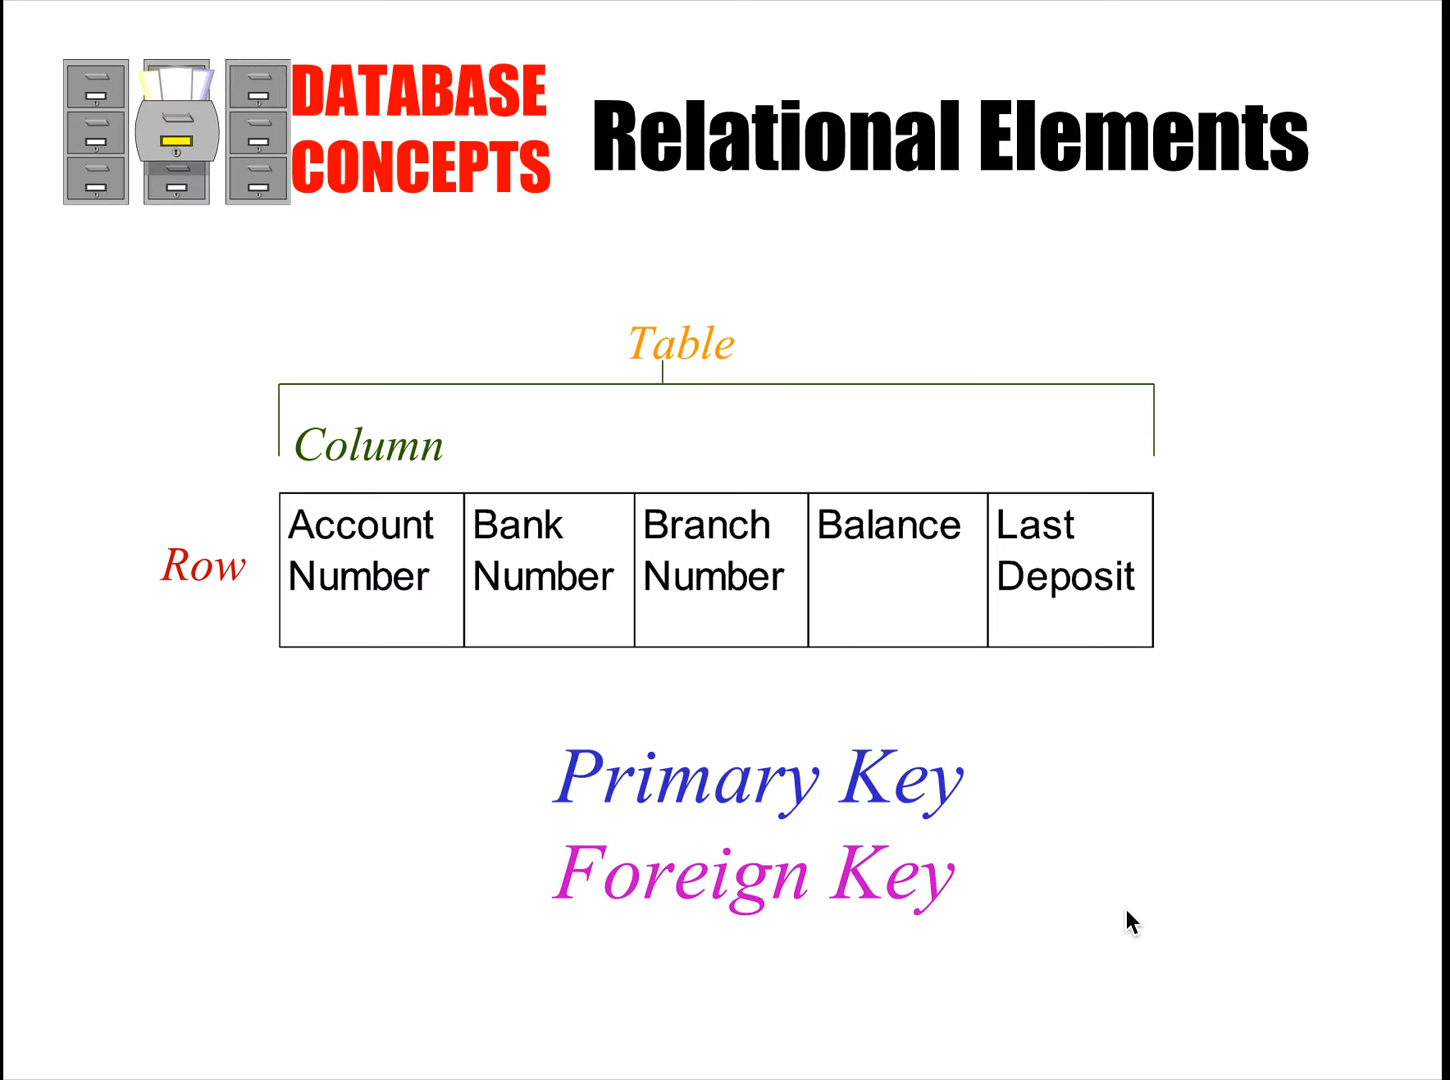 DATABASE
CONCEPTS
Relational Elements
Table
Column
Row
Account
Number
Bank
Number
Branch
Number
Balance
Last
Deposit
Primary Key
Foreign Key